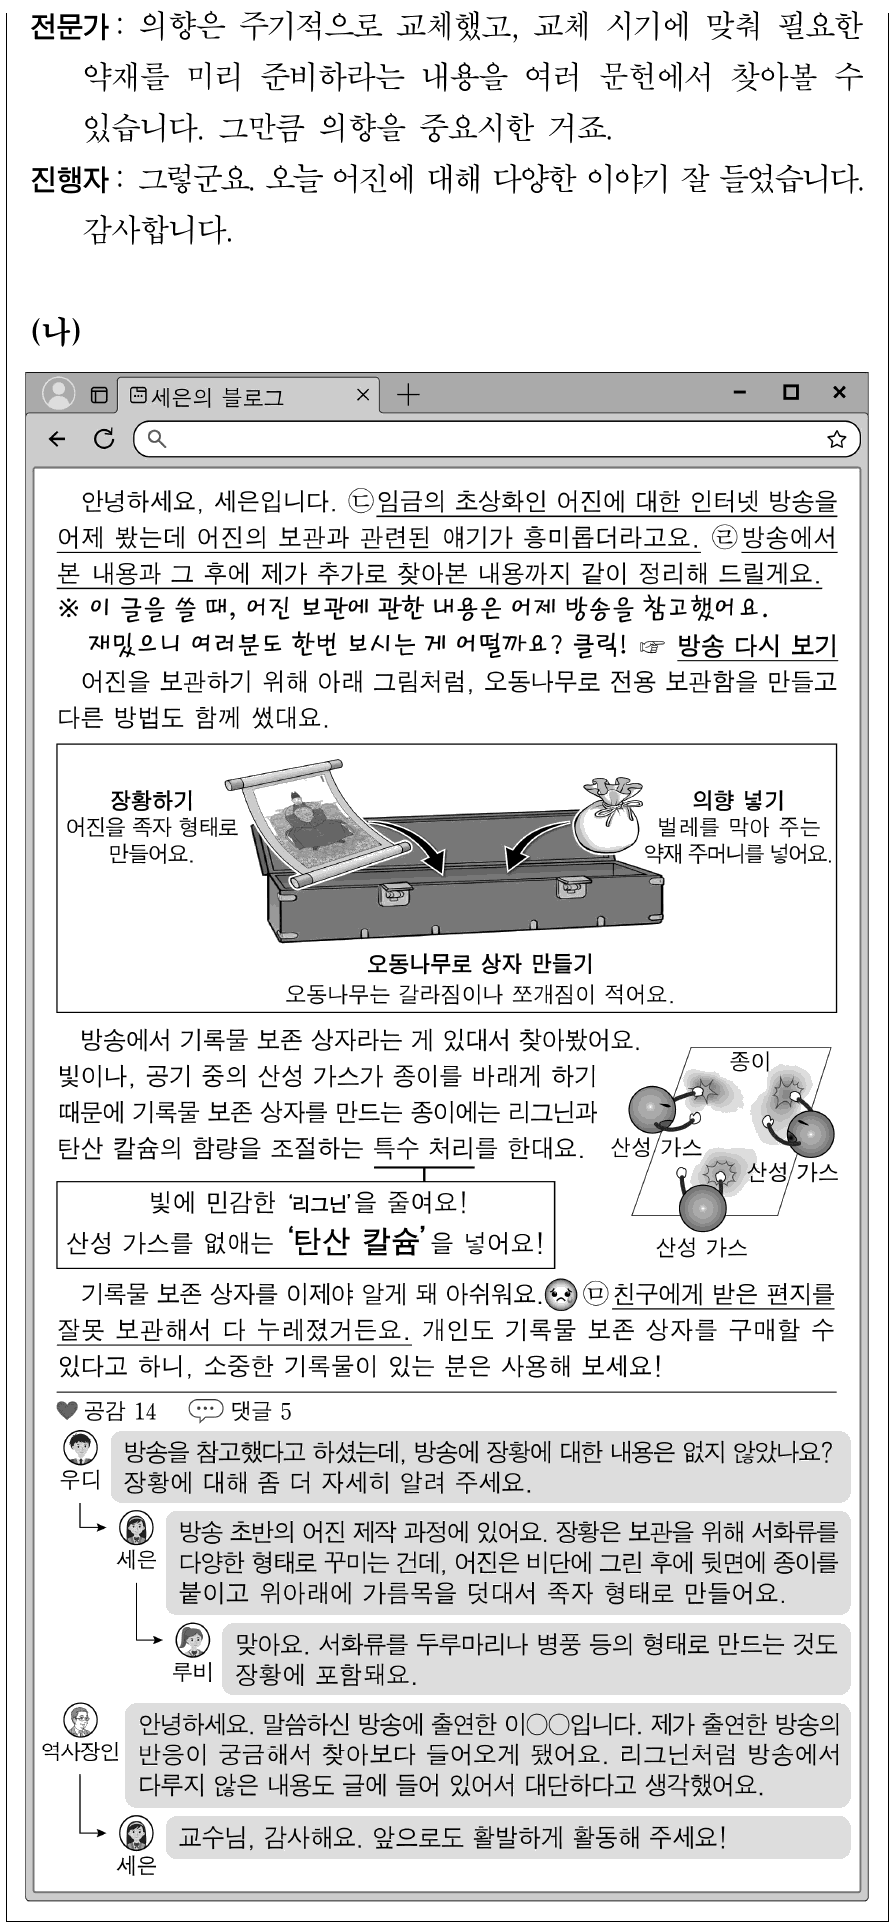 전문가 : 의향은 주기적으로 교체했고, 교체 시기에 맞춰 필요한
약재를 미리 준비하라는 내용을 여러 문헌에서 찾아볼 수
있습니다. 그만큼 의향을 중요시한 거죠.
진행자 : 그렇군요. 오늘 어진에 대해 다양한 이야기 잘 들었습니다.
감사합니다.
(나)
세은의 블로그
안녕하세요, 세은입니다. ㉢임금의 초상화인 어진에 대한 인터넷 방송을
어제 봤는데 어진의 보관과 관련된 얘기가 흥미롭더라고요. ㉣방송에서
본 내용과 그 후에 제가 추가로 찾아본 내용까지 같이 정리해 드릴게요.
※ 이 글을 쓸 때, 어진 보관에 관한 내용은 어제 방송을 참고했어요.
재밌으니 여러분도 한번 보시는 게 어떨까요? 클릭! ☞ 방송 다시 보기
어진을 보관하기 위해 아래 그림처럼, 오동나무로 전용 보관함을 만들고
다른 방법도 함께 썼대요.
장황하기
어진을 족자 형태로
만들어요.
의향 넣기
벌레를 막아 주는
약재 주머니를 넣어요.
오동나무로 상자 만들기
오동나무는 갈라짐이나 쪼개짐이 적어요.
방송에서 기록물 보존 상자라는 게 있대서 찾아봤어요.
빛이나, 공기 중의 산성 가스가 종이를 바래게 하기
때문에 기록물 보존 상자를 만드는 종이에는 리그닌과
탄산 칼슘의 함량을 조절하는 특수 처리를 한대요.
빛에 민감한 ‘리그닌’을 줄여요!
산성 가스를 없애는 ‘탄산 칼슘’을 넣어요!
종이
산성 가스
산성 가스
산성 가스
기록물 보존 상자를 이제야 알게 돼 아쉬워요. ㉤친구에게 받은 편지를
잘못 보관해서 다 누레졌거든요. 개인도 기록물 보존 상자를 구매할 수
있다고 하니, 소중한 기록물이 있는 분은 사용해 보세요!
공감 14 댓글 5
우디
방송을 참고했다고 하셨는데, 방송에 장황에 대한 내용은 없지 않았나요?
장황에 대해 좀 더 자세히 알려 주세요.
세은
방송 초반의 어진 제작 과정에 있어요. 장황은 보관을 위해 서화류를
다양한 형태로 꾸미는 건데, 어진은 비단에 그린 후에 뒷면에 종이를
붙이고 위아래에 가름목을 덧대서 족자 형태로 만들어요.
루비
맞아요. 서화류를 두루마리나 병풍 등의 형태로 만드는 것도
장황에 포함돼요.
역사장인
안녕하세요. 말씀하신 방송에 출연한 이○○입니다. 제가 출연한 방송의
반응이 궁금해서 찾아보다 들어오게 됐어요. 리그닌처럼 방송에서
다루지 않은 내용도 글에 들어 있어서 대단하다고 생각했어요.
세은
교수님, 감사해요. 앞으로도 활발하게 활동해 주세요!